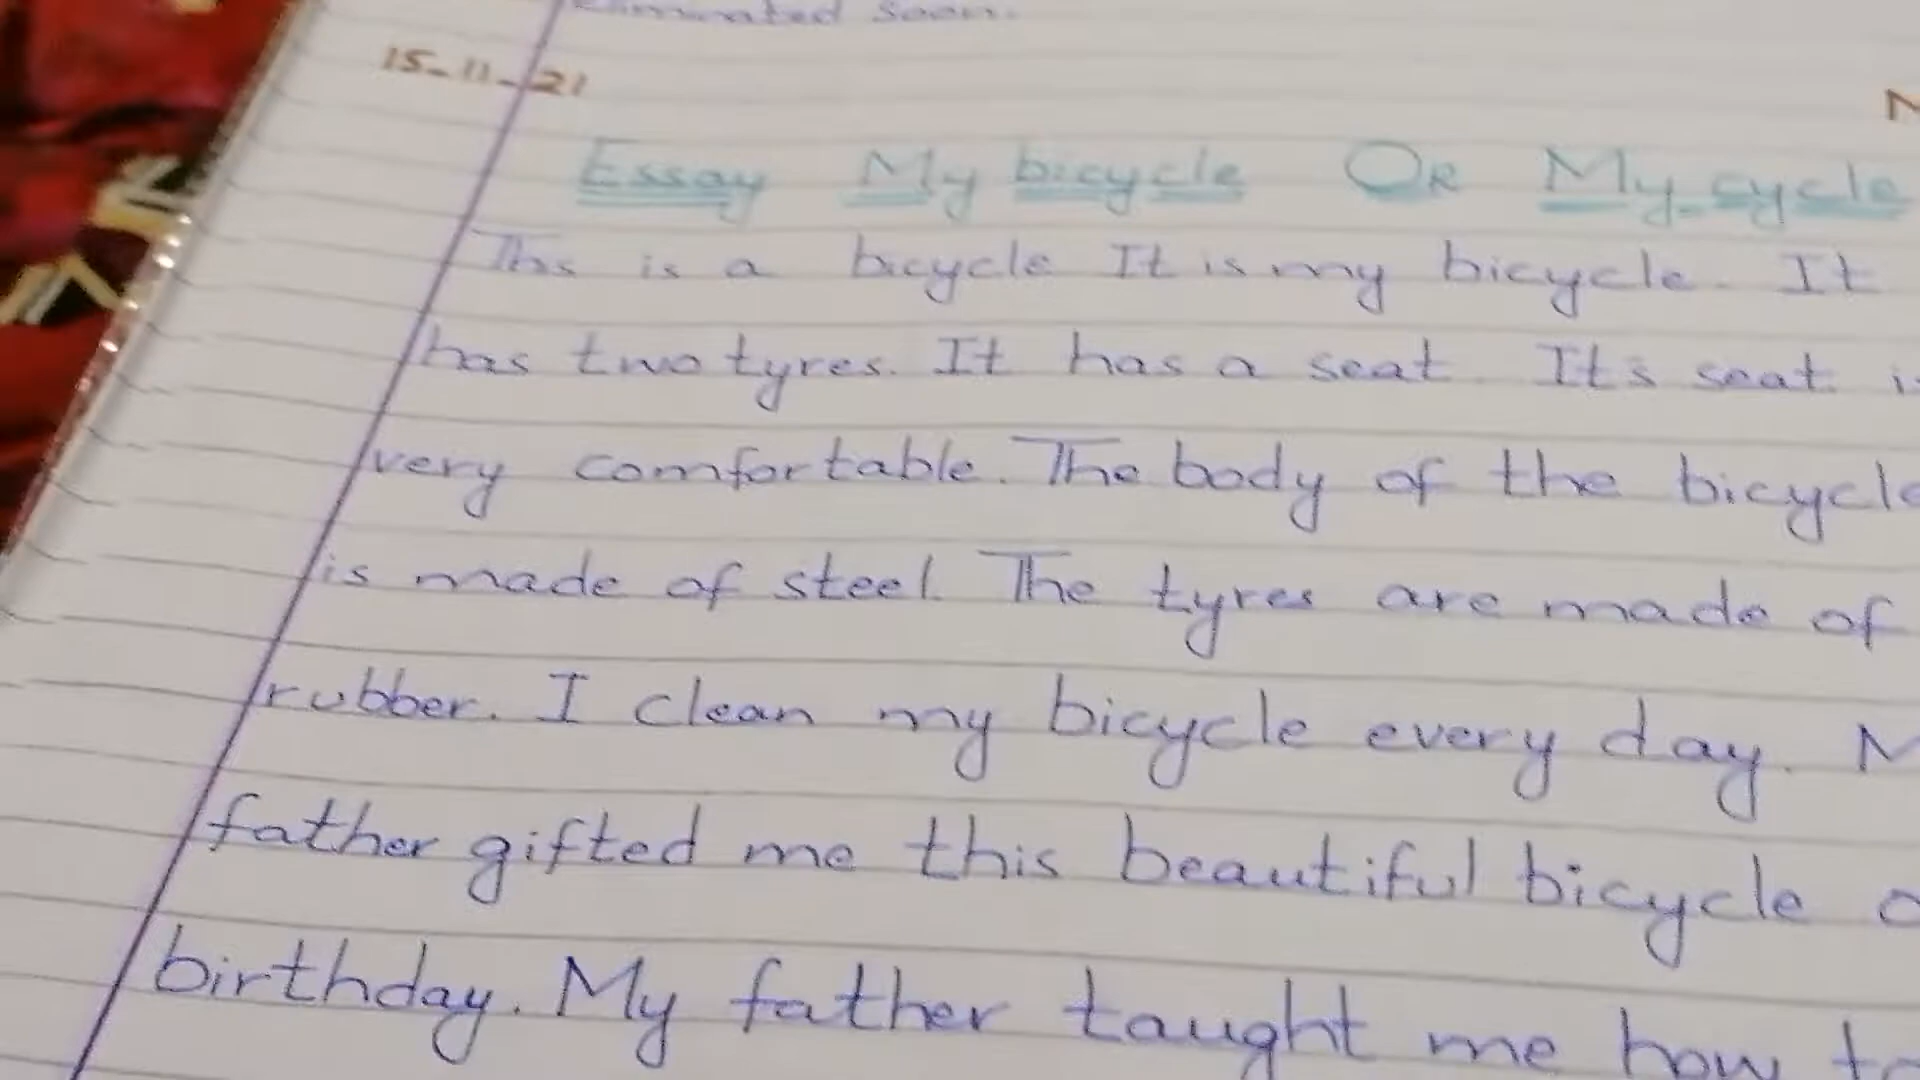 soon.
15-11-21
Essay My bicycle OR My cycle
This is a bicycle It is my bicycle. It
has two tyres. It has a seat. It's seat is
very comfortable. The body of the bicycle
is made of steel. The tyres are made of
rubber. I clean my bicycle every day.
father gifted me this beautiful bicycle
birthday. My father taught me how to